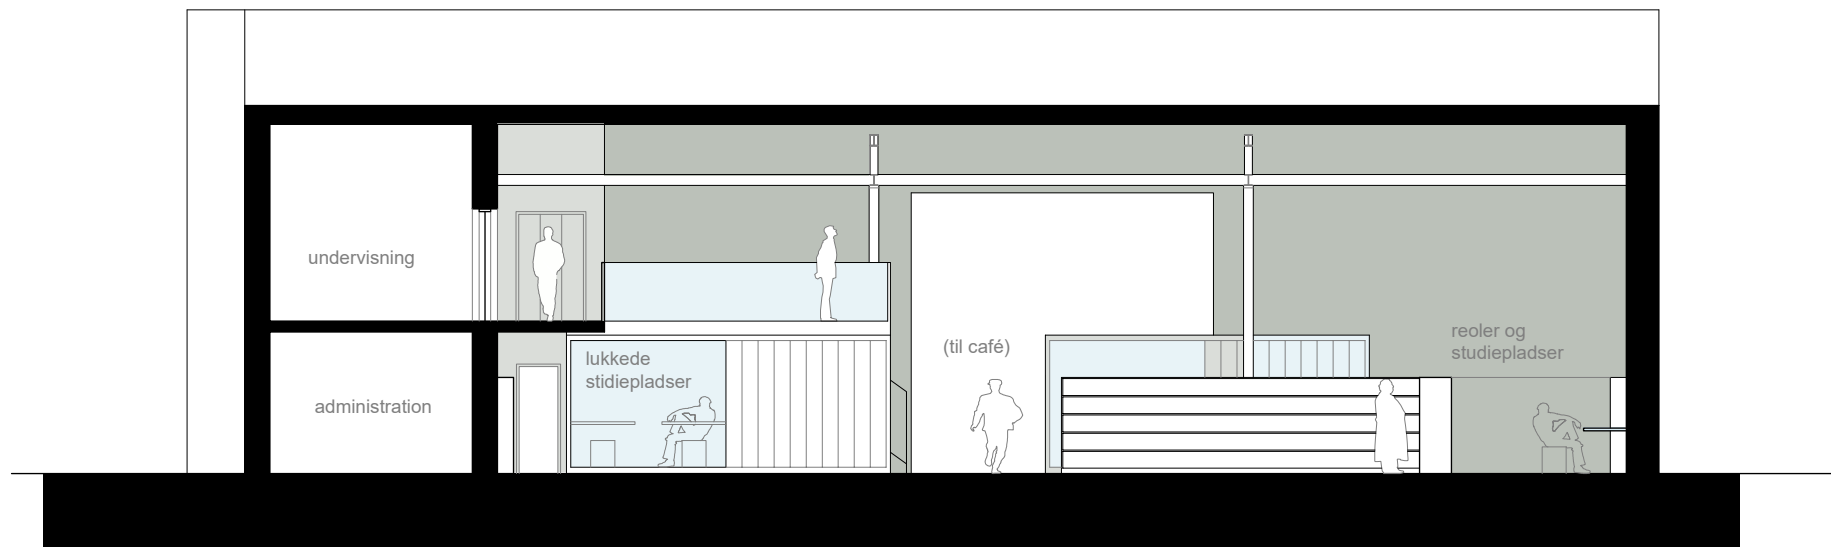 undervisning
administration
lukkede
stidiepladser
(til café)
reoler og
studiepladser